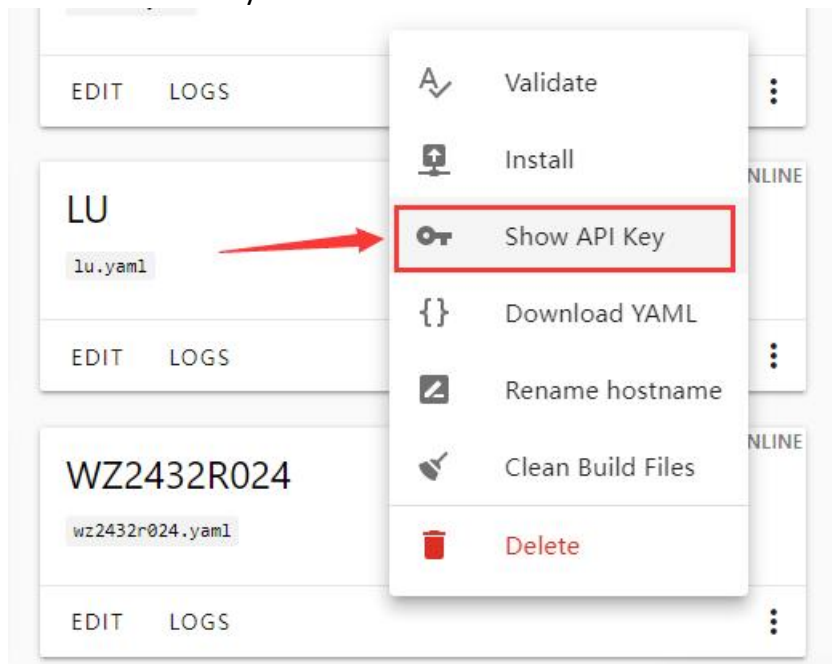 EDIT LOGS
Validate
Install
LU
NLINE
Show API Key
lu.yaml
Download YAML
EDIT LOGS
Rename hostname
NLINE
WZ2432R024
Clean Build Files
wz2432r024.yaml
Delete
EDIT LOGS